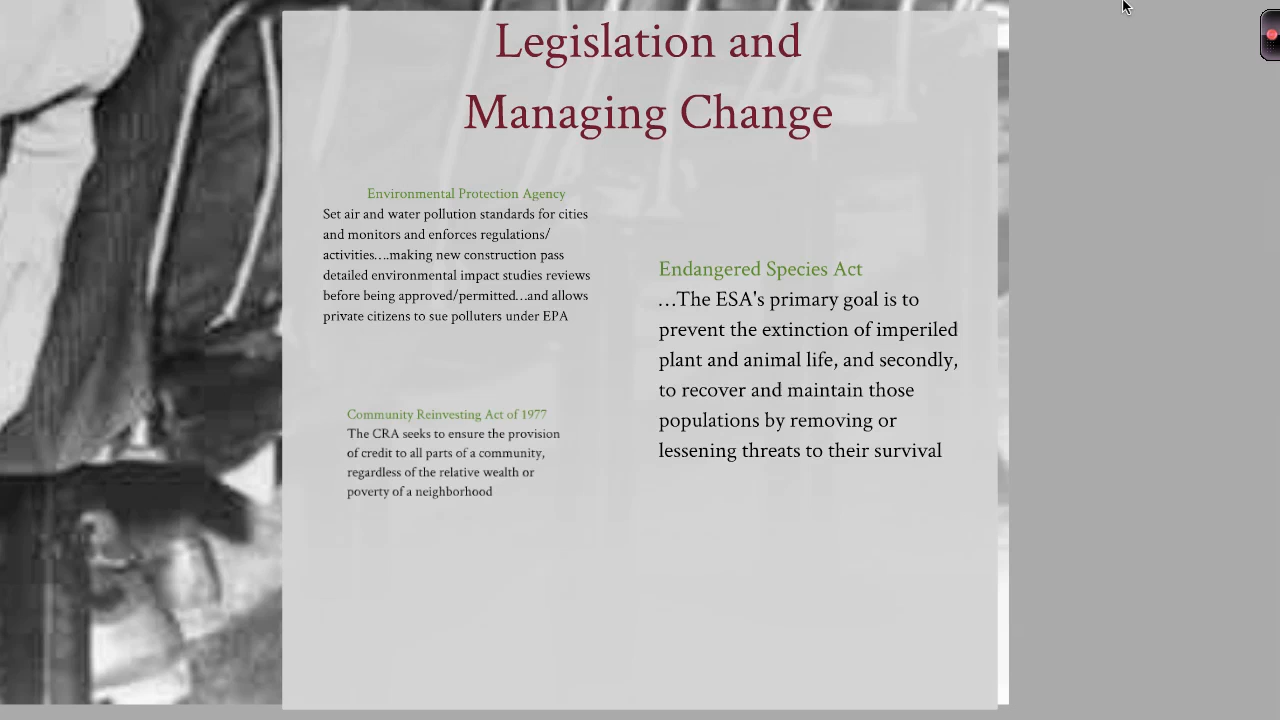 Legislation and
Managing Change
Environmental Protection Agency
Set air and water pollution standards for cities
and monitors and enforces regulations/
activities….making new construction pass
detailed environmental impact studies reviews
before being approved/permitted…and allows
private citizens to sue polluters under EPA
Community Reinvesting Act of 1977
The CRA seeks to ensure the provision
of credit to all parts of a community,
regardless of the relative wealth or
poverty of a neighborhood
Endangered Species Act
…The ESA's primary goal is to
prevent the extinction of imperiled
plant and animal life, and secondly,
to recover and maintain those
populations by removing or
lessening threats to their survival